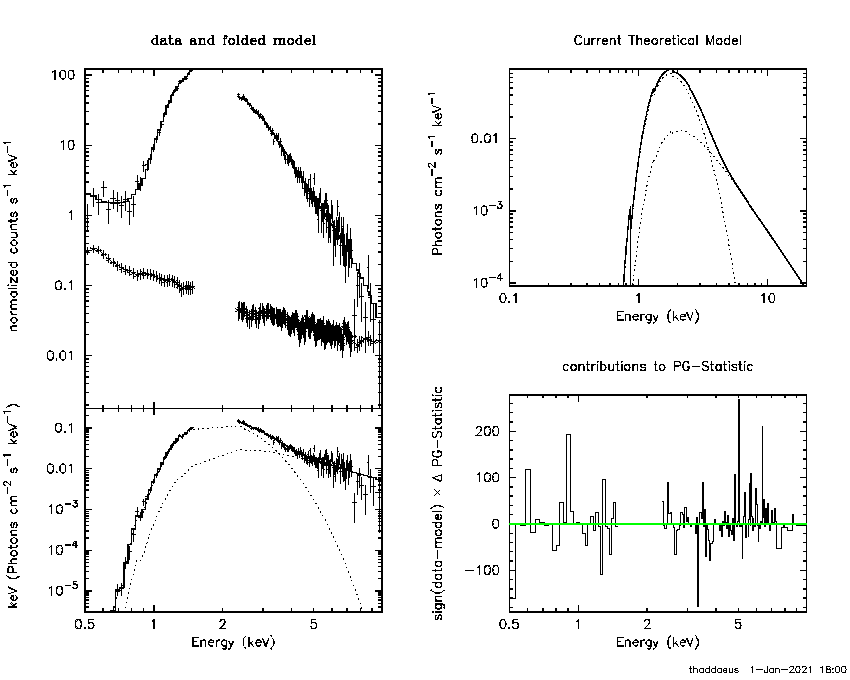 data and folded model
normalized counts s−1 keV−1
100
10
1
0.1
0.01
keV (Photons cm−2 s−1 keV−1)
0.1
0.01
10−3
10−4
10−5
0.5 1 2 5
Energy (keV)
Current Theoretical Model
Photons cm−2 s−1 keV−1
0.01
10−3
10−4
0.1 1 10
Energy (keV)
contributions to PG−Statistic
sign(data−model) × Δ PG−Statistic
200
100
0
−100
0.5 1 2 5
Energy (keV)
thaddaeus 1−Jan−2021 18:00